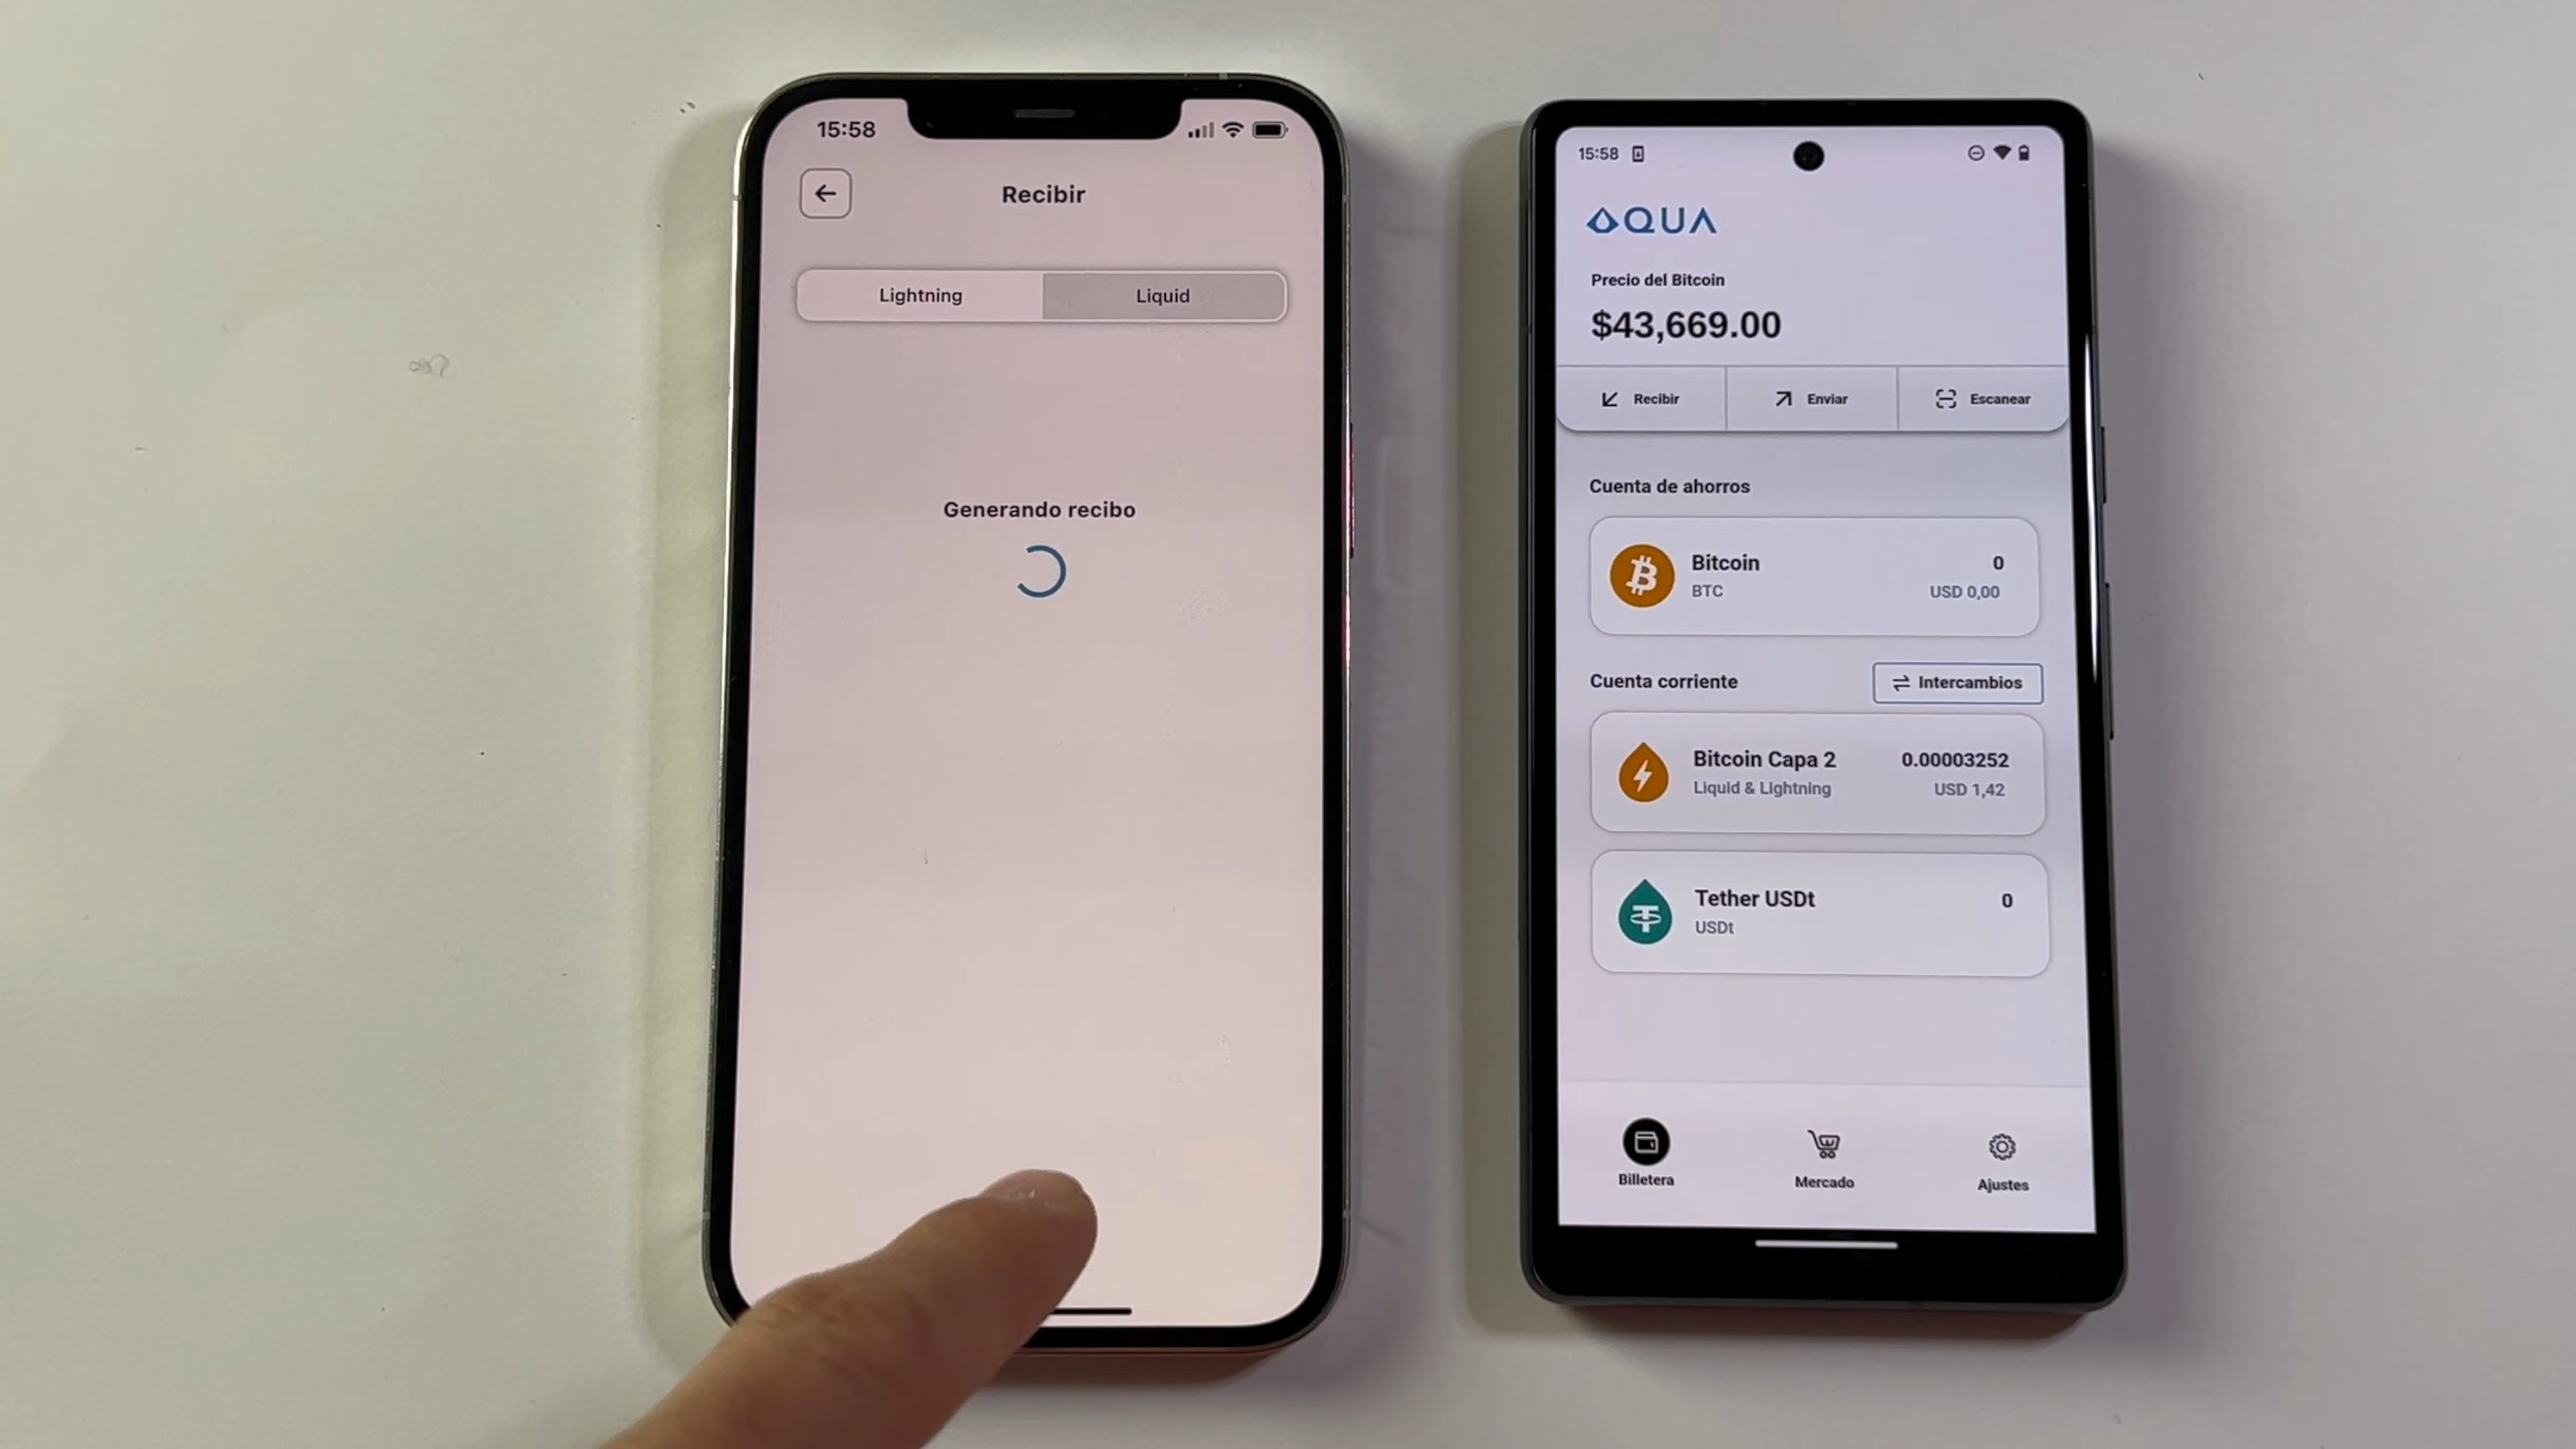 15:58
Recibir
Lightning
Liquid
Generando recibo
15:58
AQUA
Precio del Bitcoin
$43,669.00
Recibir
Enviar
Escanear
Cuenta de ahorros
Bitcoin
0
BTC
USD 0,00
Cuenta corriente
Intercambios
Bitcoin Capa 2
0.00003252
Liquid & Lightning
USD 1,42
Tether USDt
0
USDt
Billetera
Mercado
Ajustes